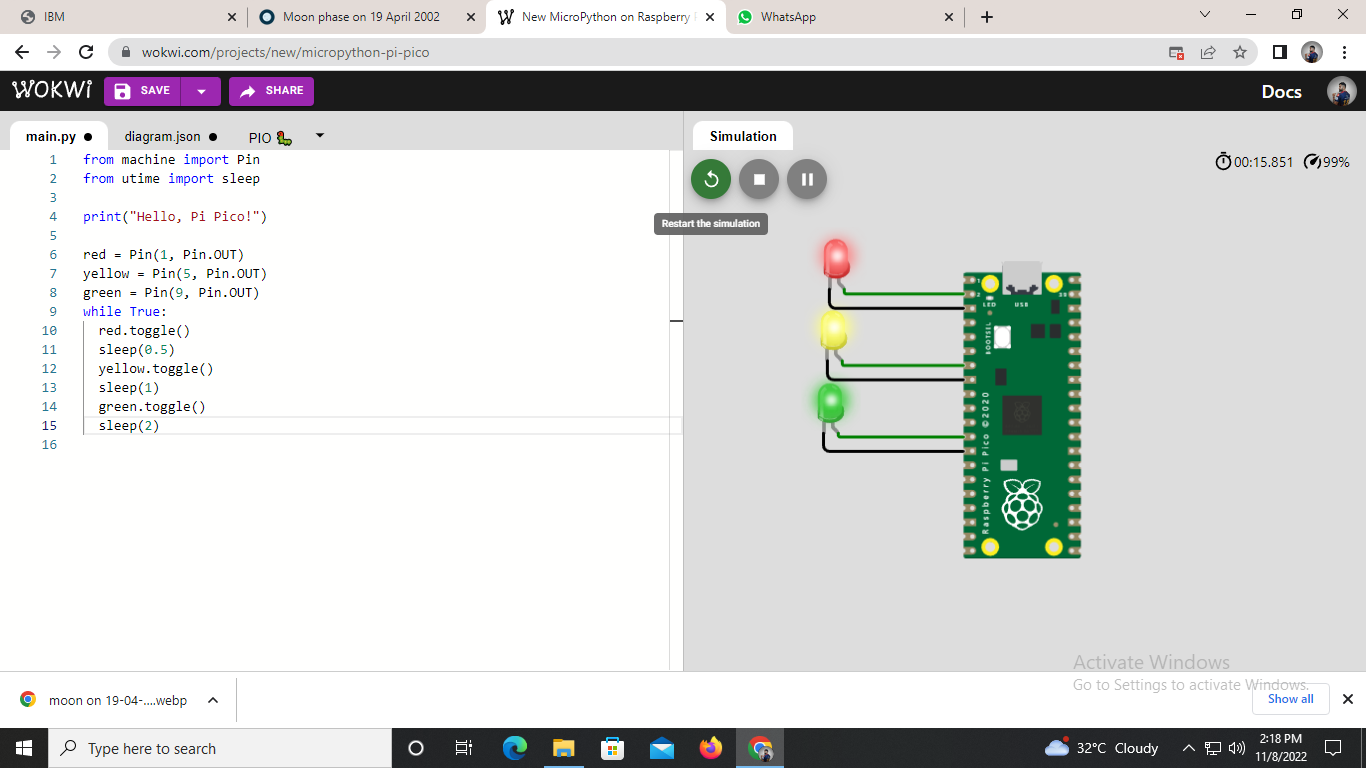 IBM
Moon phase on 19 April 2002
New MicroPython on Raspberry
WhatsApp
wokwi.com/projects/new/micropython-pi-pico
WOKWi
SAVE
SHARE
Docs
main.py
diagram.json
PIO
Simulation
1 from machine import Pin
2 from utime import sleep
3
4 print("Hello, Pi Pico!")
5
6 red = Pin(1, Pin.OUT)
7 yellow = Pin(5, Pin.OUT)
8 green = Pin(9, Pin.OUT)
9 while True:
10 red.toggle()
11 sleep(0.5)
12 yellow.toggle()
13 sleep(1)
14 green.toggle()
15 sleep(2)
16
00:15.851 99%
Restart the simulation
LED
USB
BOOTSEL
Raspberry Pi Pico ©2020
Activate Windows
Go to Settings to activate Windows.
moon on 19-04-....webp
Show all
Type here to search
32°C Cloudy
2:18 PM
11/8/2022